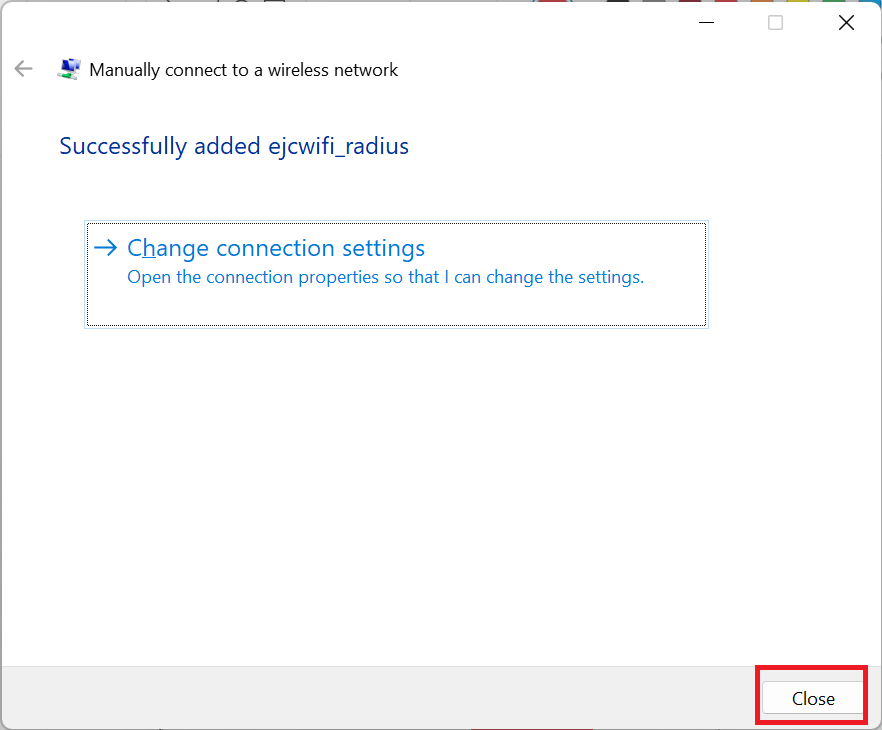 Manually connect to a wireless network
Successfully added ejcwifi_radius
Change connection settings
Open the connection properties so that I can change the settings.
Close